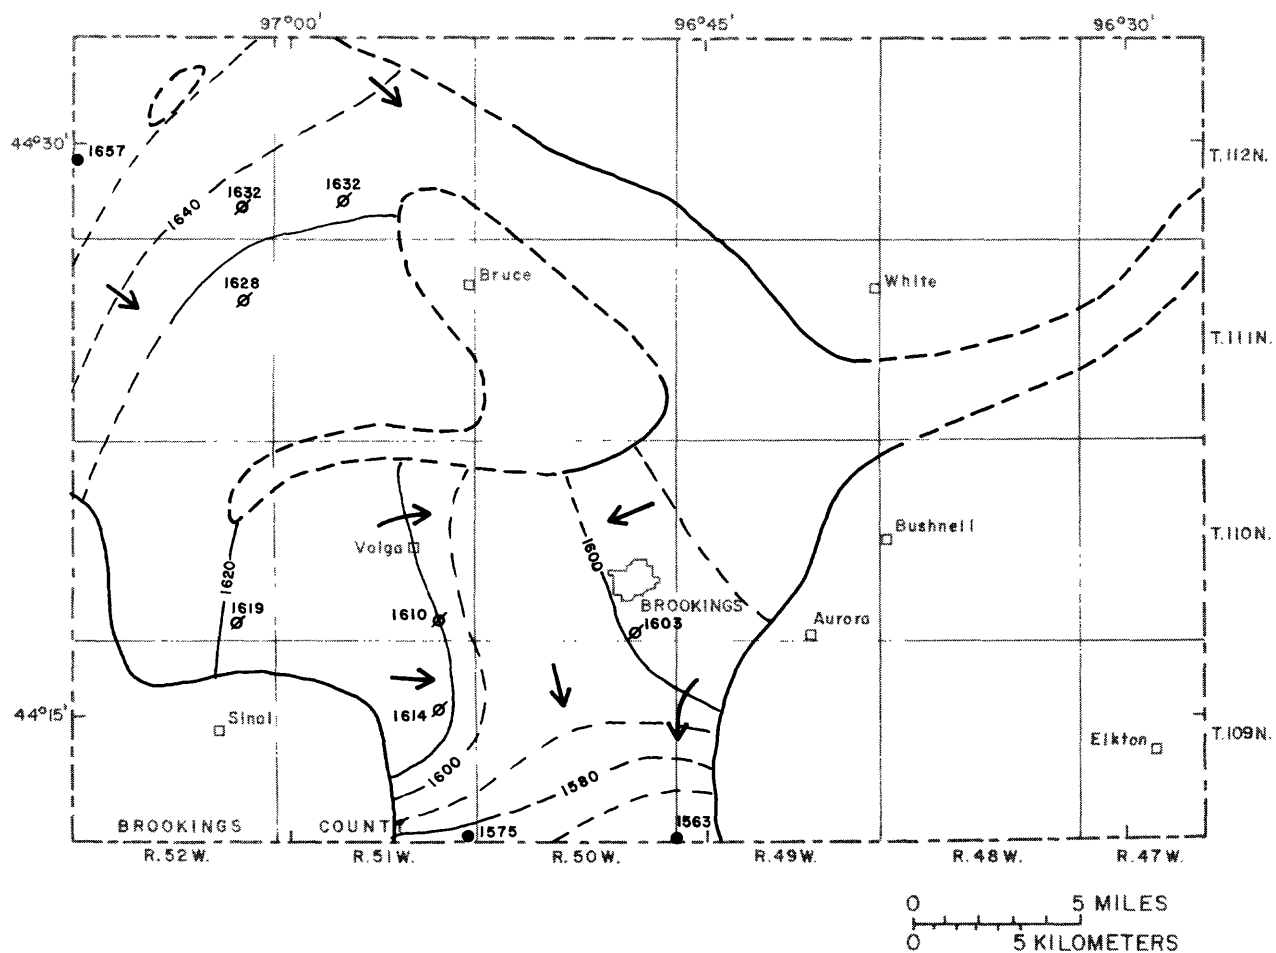 97°00' 96°45' 96°30'
44°30'
1657
T.112N.
1632 1632
1640
1628
Bruce
White
T.111N.
Volga
1600
Bushnell
T.110N.
1620
BROOKINGS
1619
1610
1603
Aurora
44°15'
Sinai
1614
Elkton
T.109N.
1600
1580
BROOKINGS COUNTY
1575
1563
R.52W. R.51W. R.50W. R.49W. R.48W. R.47W.
0 5 MILES
0 5 KILOMETERS